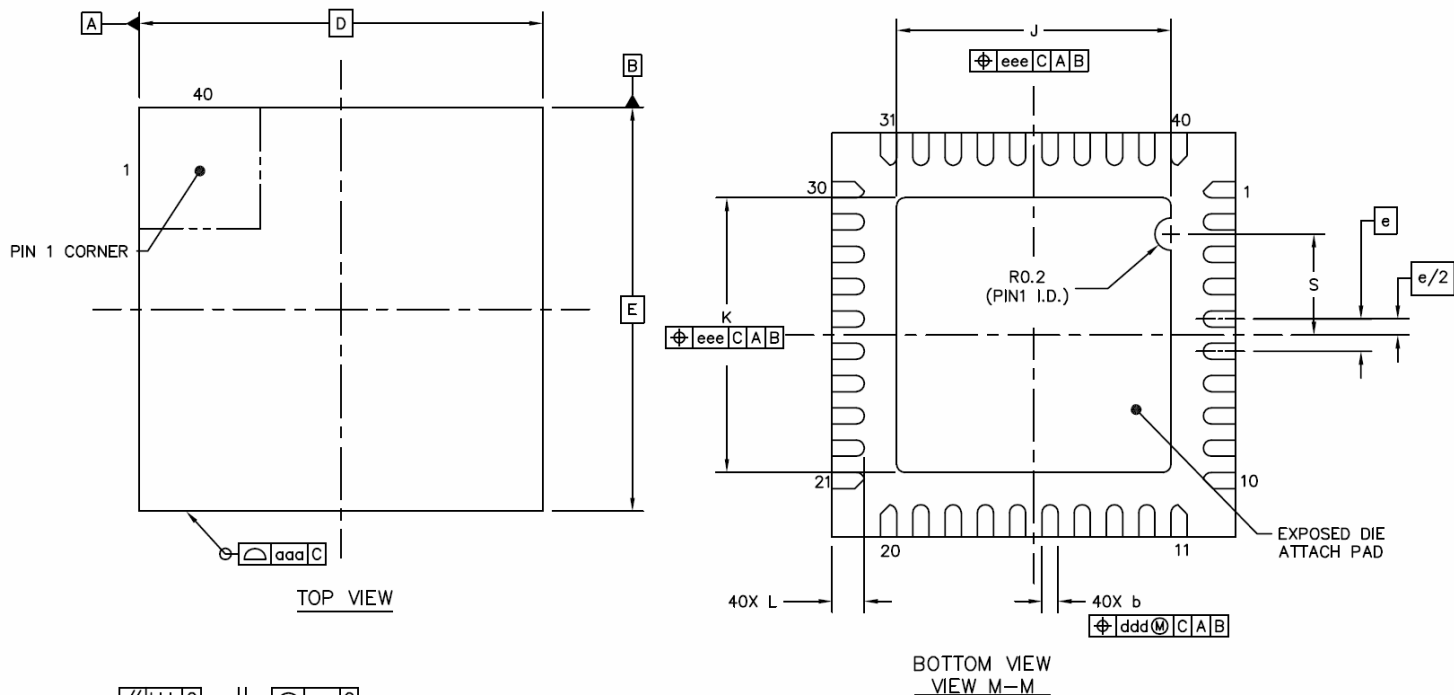 A
D
B
40
1
PIN 1 CORNER
E
aaa C
TOP VIEW
J
⌖ eee C A B
31
40
30
1
e
e/2
R0.2
(PIN1 I.D.)
S
K
⌖ eee C A B
21
10
20
11
EXPOSED DIE
ATTACH PAD
40X L
40X b
⌖ ddd Ⓜ C A B
BOTTOM VIEW
VIEW M–M